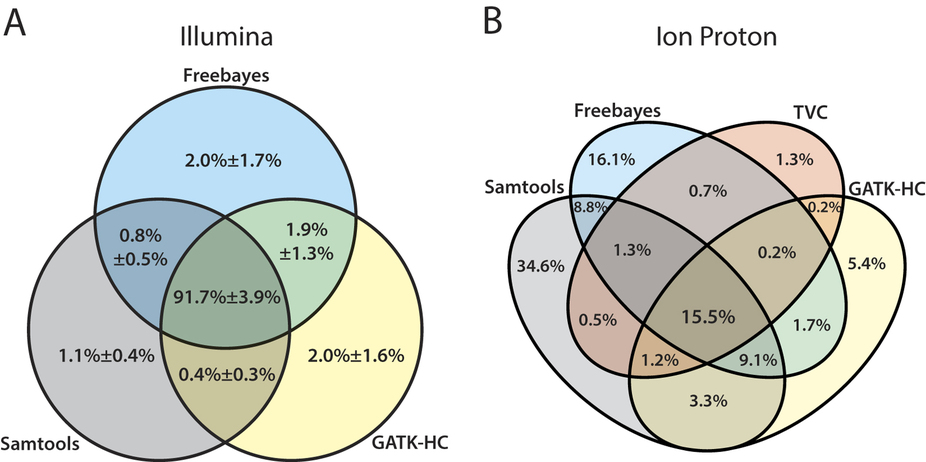 A
Illumina
Freebayes
2.0%±1.7%
0.8%
±0.5%
1.9%
±1.3%
91.7%±3.9%
1.1%±0.4%
2.0%±1.6%
0.4%±0.3%
Samtools
GATK-HC
B
Ion Proton
Freebayes
TVC
16.1%
1.3%
Samtools
0.7%
GATK-HC
8.8%
0.2%
34.6%
1.3%
0.2%
5.4%
0.5%
15.5%
1.7%
1.2%
9.1%
3.3%